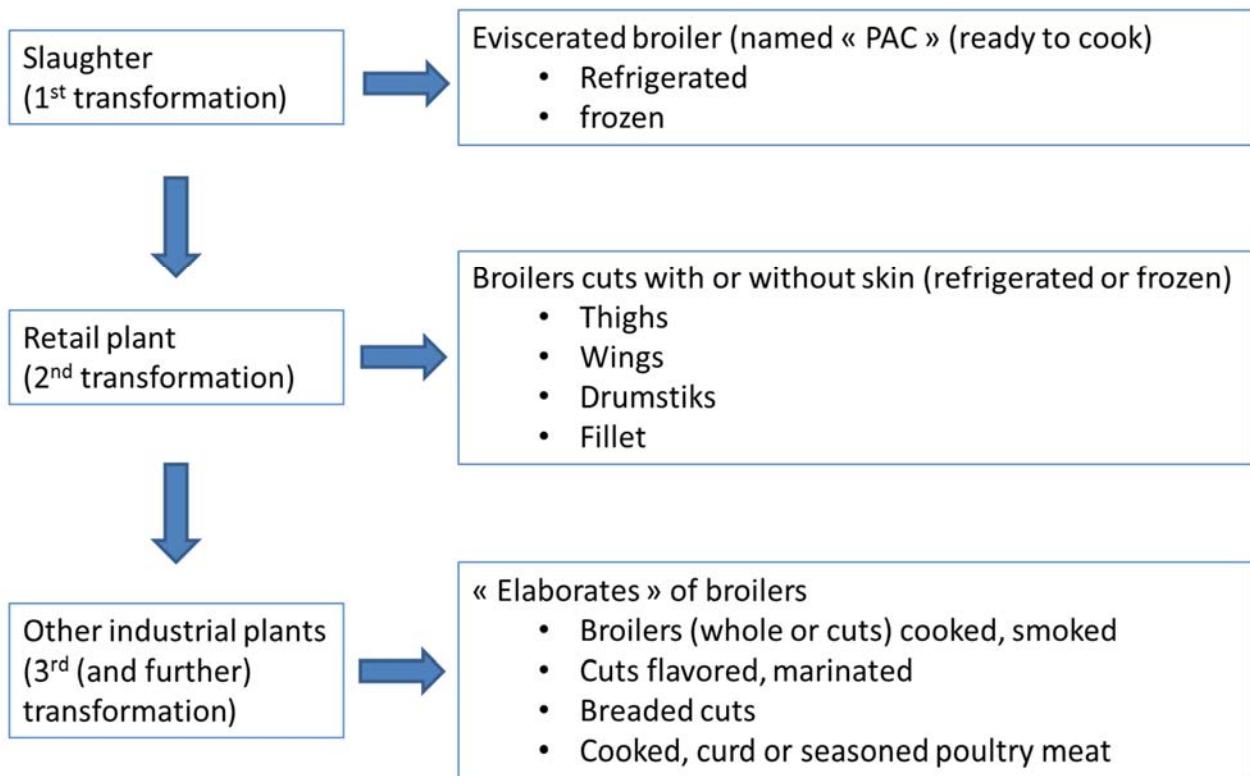 Slaughter
(1st transformation)
Eviscerated broiler (named « PAC » (ready to cook)
• Refrigerated
• frozen
Retail plant
(2nd transformation)
Broilers cuts with or without skin (refrigerated or frozen)
• Thighs
• Wings
• Drumstiks
• Fillet
Other industrial plants
(3rd (and further)
transformation)
« Elaborates » of broilers
• Broilers (whole or cuts) cooked, smoked
• Cuts flavored, marinated
• Breaded cuts
• Cooked, curd or seasoned poultry meat